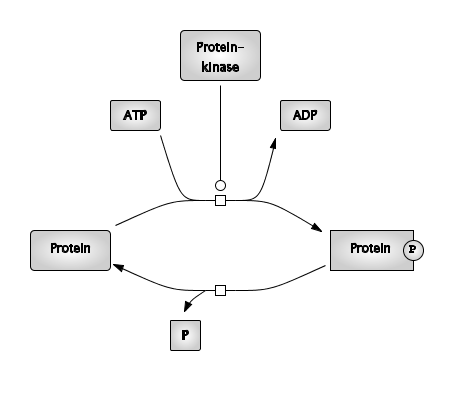 Protein-
kinase
ATP
ADP
Protein
Protein
P
P